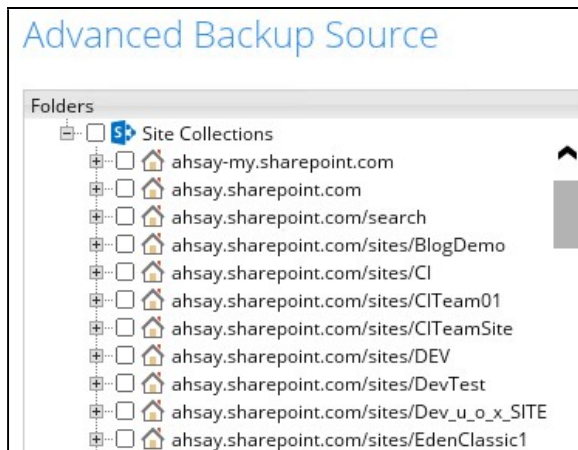 Advanced Backup Source
Folders
Site Collections
ahsay-my.sharepoint.com
ahsay.sharepoint.com
ahsay.sharepoint.com/search
ahsay.sharepoint.com/sites/BlogDemo
ahsay.sharepoint.com/sites/CI
ahsay.sharepoint.com/sites/CITeam01
ahsay.sharepoint.com/sites/CITeamSite
ahsay.sharepoint.com/sites/DEV
ahsay.sharepoint.com/sites/DevTest
ahsay.sharepoint.com/sites/Dev_u_o_x_SITE
ahsay.sharepoint.com/sites/EdenClassic1